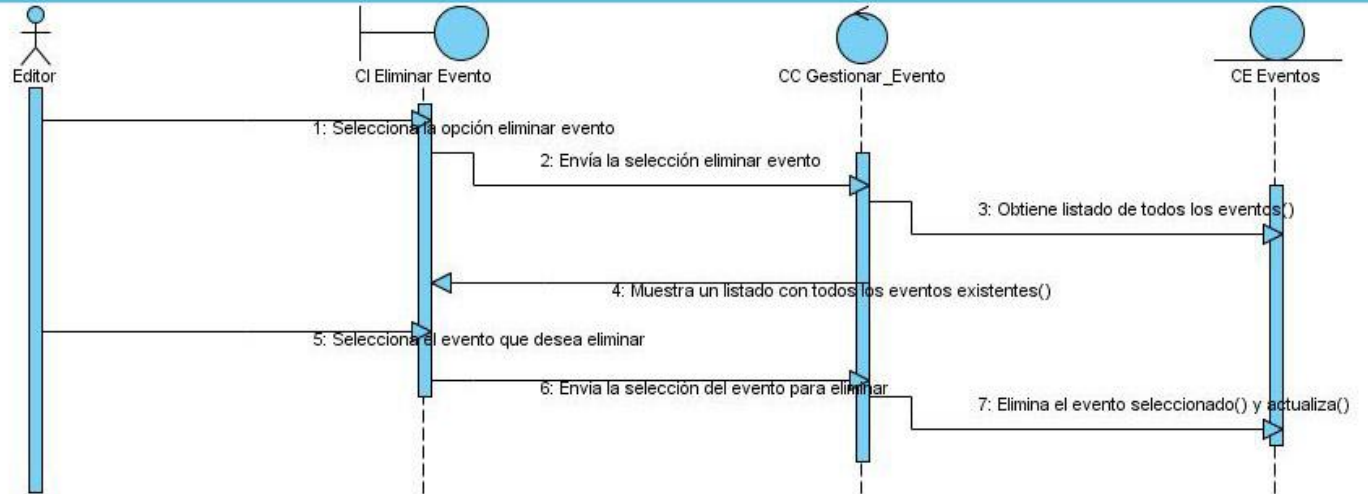 Editor
CI Eliminar Evento
CC Gestionar_Evento
CE Eventos
1: Selecciona la opción eliminar evento
2: Envía la selección eliminar evento
3: Obtiene listado de todos los eventos()
4: Muestra un listado con todos los eventos existentes()
5: Selecciona el evento que desea eliminar
6: Envia la selección del evento para eliminar
7: Elimina el evento seleccionado() y actualiza()